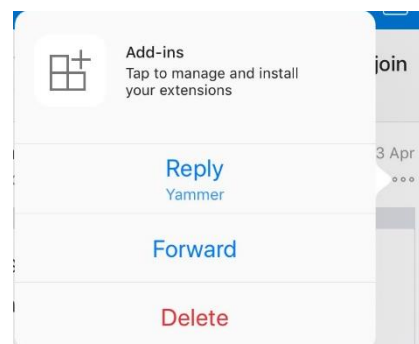 Add-ins
Tap to manage and install
your extensions
join
3 Apr
Reply
Yammer
Forward
Delete